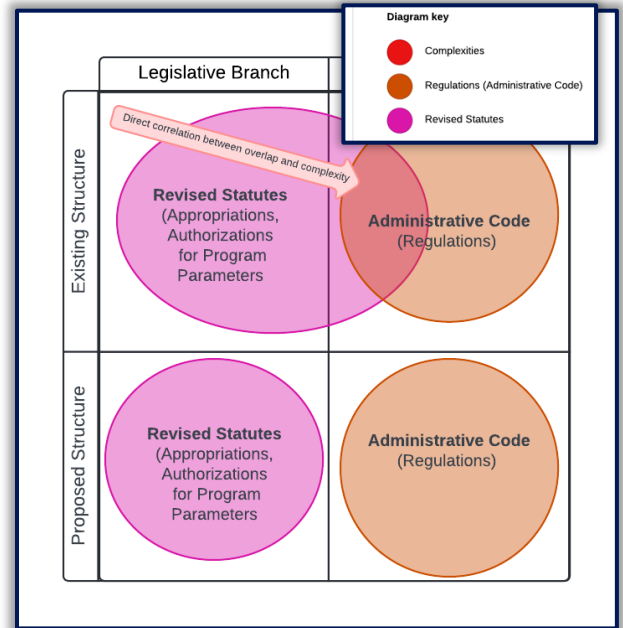 Diagram key
Complexities
Regulations (Administrative Code)
Revised Statutes
Legislative Branch
Existing Structure
Direct correlation between overlap and complexity
Revised Statutes
(Appropriations,
Authorizations
for Program
Parameters
Administrative Code
(Regulations)
Proposed Structure
Revised Statutes
(Appropriations,
Authorizations
for Program
Parameters
Administrative Code
(Regulations)